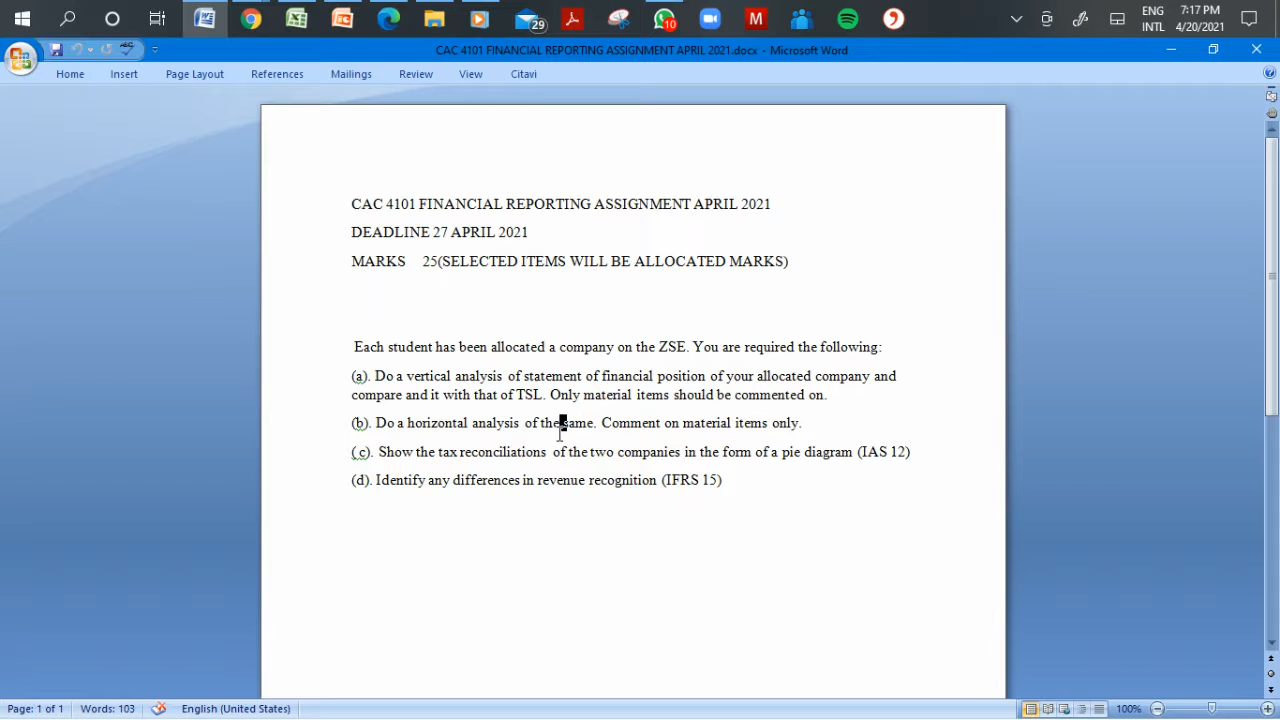 29
10
ENG
INTL
7:17 PM
4/20/2021
CAC 4101 FINANCIAL REPORTING ASSIGNMENT APRIL 2021.docx - Microsoft Word
Home Insert Page Layout References Mailings Review View Citavi
CAC 4101 FINANCIAL REPORTING ASSIGNMENT APRIL 2021
DEADLINE 27 APRIL 2021
MARKS 25(SELECTED ITEMS WILL BE ALLOCATED MARKS)
Each student has been allocated a company on the ZSE. You are required the following:
(a). Do a vertical analysis of statement of financial position of your allocated company and
compare and it with that of TSL. Only material items should be commented on.
(b). Do a horizontal analysis of the same. Comment on material items only.
( c). Show the tax reconciliations of the two companies in the form of a pie diagram (IAS 12)
(d). Identify any differences in revenue recognition (IFRS 15)
Page: 1 of 1 Words: 103 English (United States) 100%